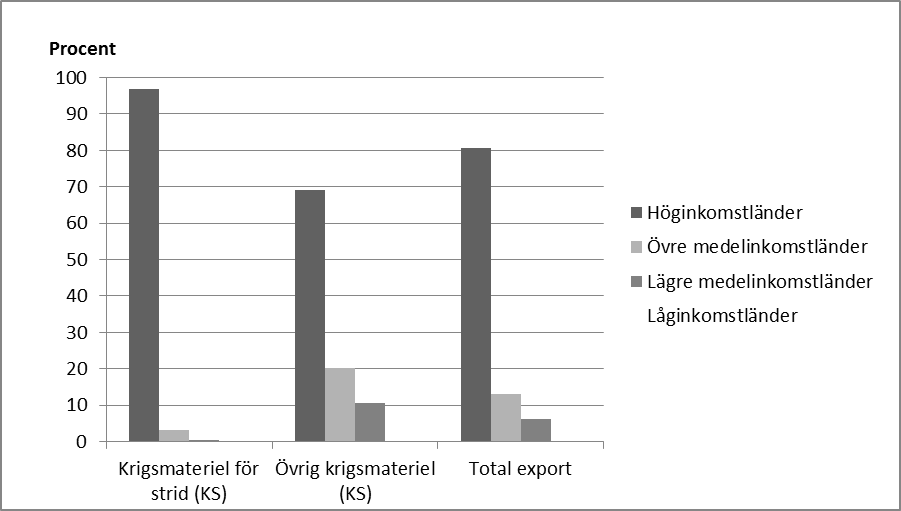 Procent
100
90
80
70
60
50
40
30
20
10
0
Krigsmateriel för
strid (KS)
Övrig krigsmateriel
(KS)
Total export
Höginkomstländer
Övre medelinkomstländer
Lägre medelinkomstländer
Låginkomstländer